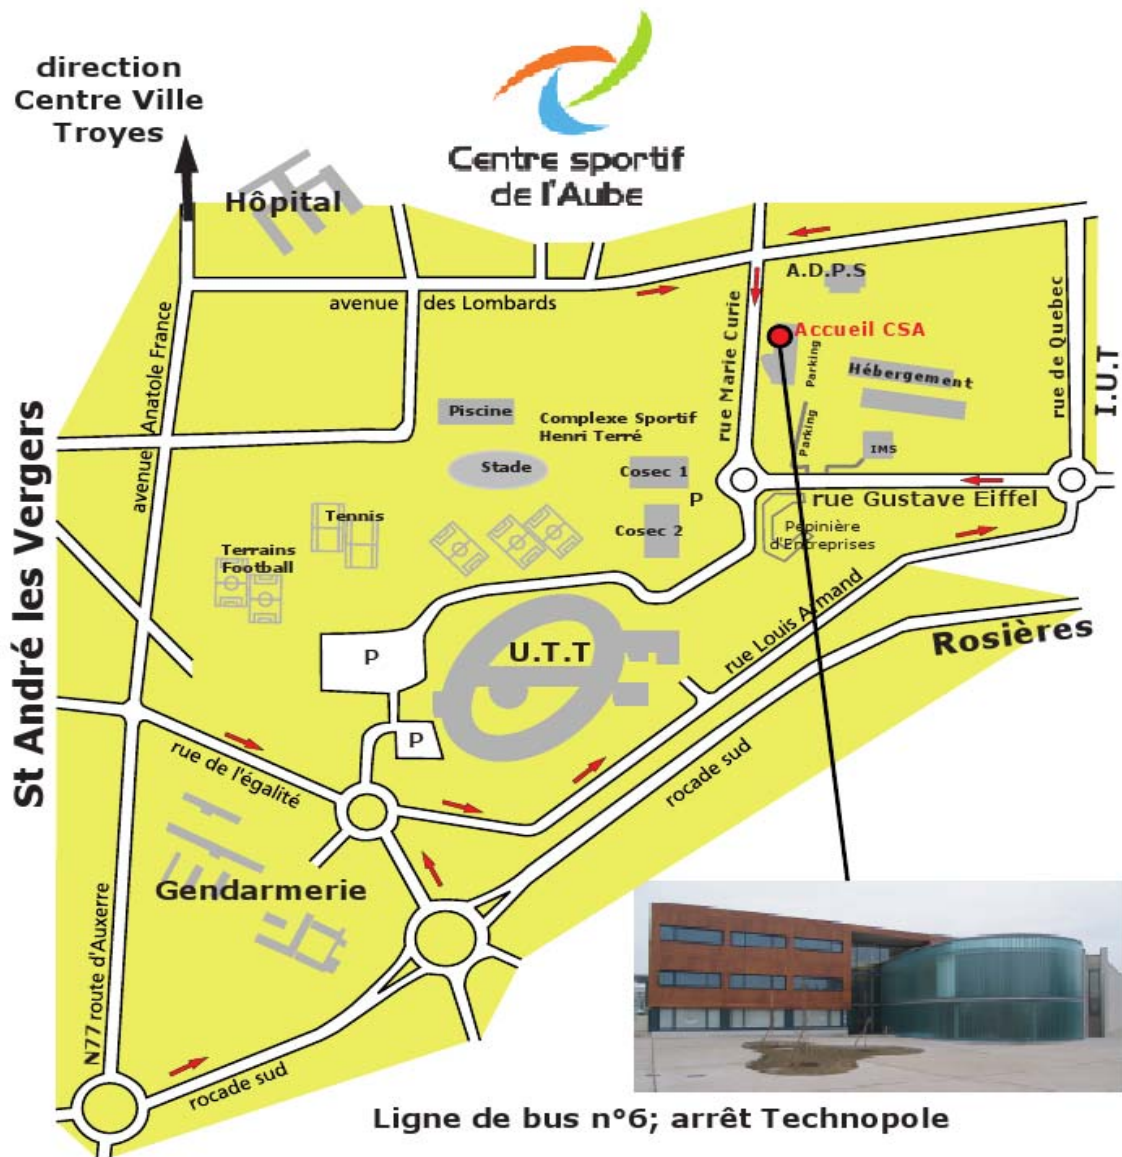 direction
Centre Ville
Troyes
Centre sportif
de l'Aube
Hôpital
A.D.P.S
avenue des Lombards
avenue Anatole France
rue Marie Curie
Accueil CSA
Parking
Parking
Hébergement
rue de Quebec
I.U.T
Piscine
Complexe Sportif
Henri Terré
Stade
Cosec 1
IMS
P
rue Gustave Eiffel
Cosec 2
Pépinière
d'Entreprises
Tennis
Terrains
Football
St André les Vergers
P
U.T.T
rue Louis Armand
Rosières
P
rue de l'égalité
rocade sud
Gendarmerie
N77 route d'Auxerre
rocade sud
Ligne de bus n°6; arrêt Technopole